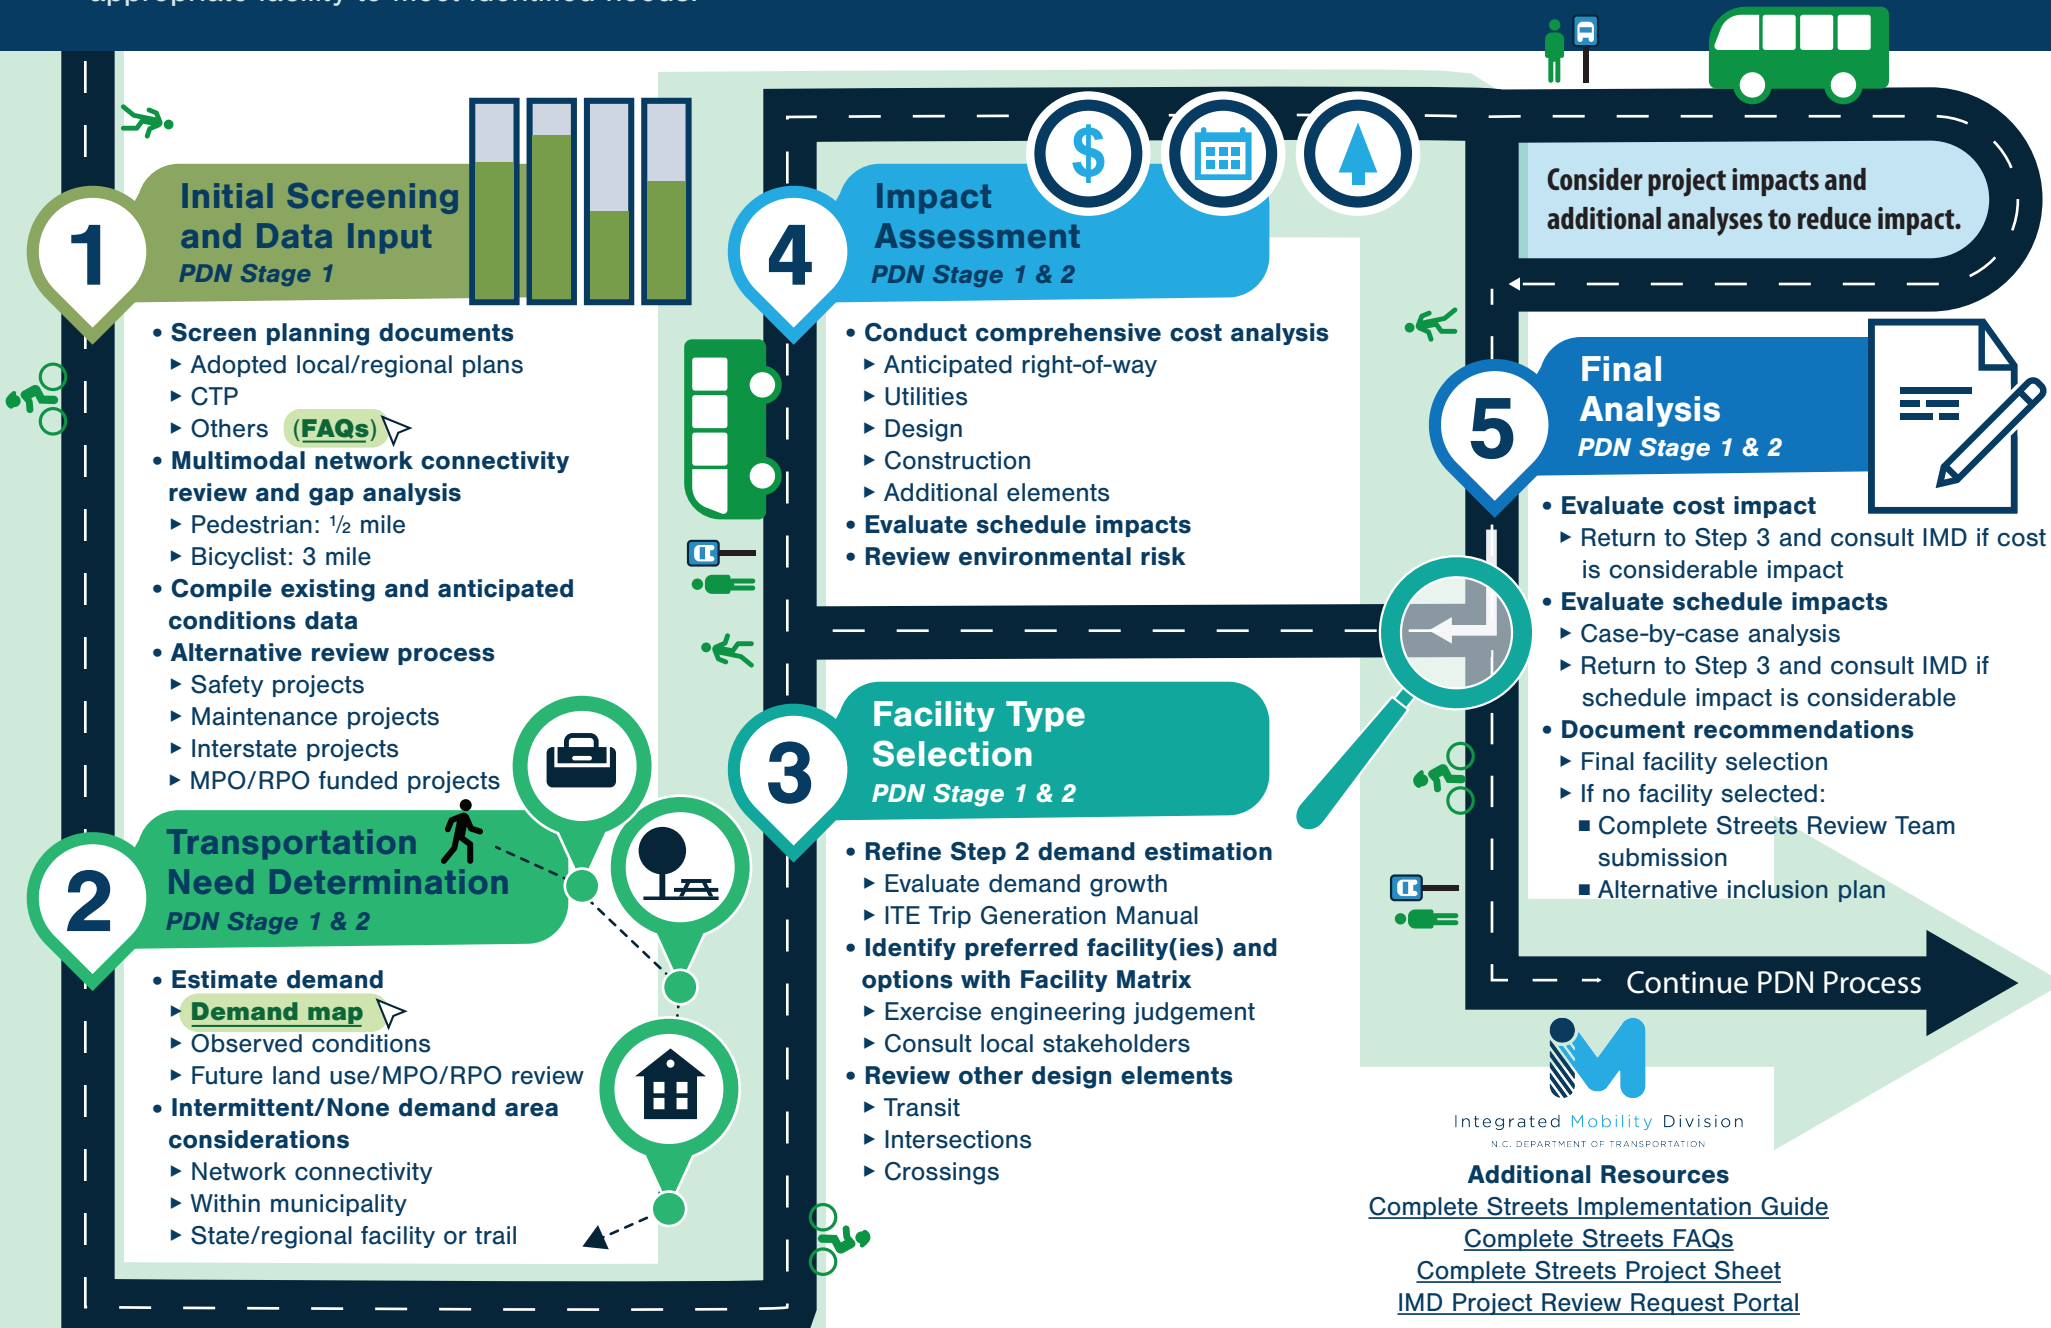 appropriate facility to meet identified needs.
1
Initial Screening
and Data Input
PDN Stage 1
• Screen planning documents
▸ Adopted local/regional plans
▸ CTP
▸ Others (FAQs)
• Multimodal network connectivity
review and gap analysis
▸ Pedestrian: ½ mile
▸ Bicyclist: 3 mile
• Compile existing and anticipated
conditions data
• Alternative review process
▸ Safety projects
▸ Maintenance projects
▸ Interstate projects
▸ MPO/RPO funded projects
2
Transportation
Need Determination
PDN Stage 1 & 2
• Estimate demand
▸ Demand map
▸ Observed conditions
▸ Future land use/MPO/RPO review
• Intermittent/None demand area
considerations
▸ Network connectivity
▸ Within municipality
▸ State/regional facility or trail
3
Facility Type
Selection
PDN Stage 1 & 2
• Refine Step 2 demand estimation
▸ Evaluate demand growth
▸ ITE Trip Generation Manual
• Identify preferred facility(ies) and
options with Facility Matrix
▸ Exercise engineering judgement
▸ Consult local stakeholders
• Review other design elements
▸ Transit
▸ Intersections
▸ Crossings
4
Impact
Assessment
PDN Stage 1 & 2
$
• Conduct comprehensive cost analysis
▸ Anticipated right-of-way
▸ Utilities
▸ Design
▸ Construction
▸ Additional elements
• Evaluate schedule impacts
• Review environmental risk
Consider project impacts and
additional analyses to reduce impact.
5
Final
Analysis
PDN Stage 1 & 2
• Evaluate cost impact
▸ Return to Step 3 and consult IMD if cost
is considerable impact
• Evaluate schedule impacts
▸ Case-by-case analysis
▸ Return to Step 3 and consult IMD if
schedule impact is considerable
• Document recommendations
▸ Final facility selection
▸ If no facility selected:
■ Complete Streets Review Team
submission
■ Alternative inclusion plan
Continue PDN Process
iM
Integrated Mobility Division
N.C. DEPARTMENT OF TRANSPORTATION
Additional Resources
Complete Streets Implementation Guide
Complete Streets FAQs
Complete Streets Project Sheet
IMD Project Review Request Portal